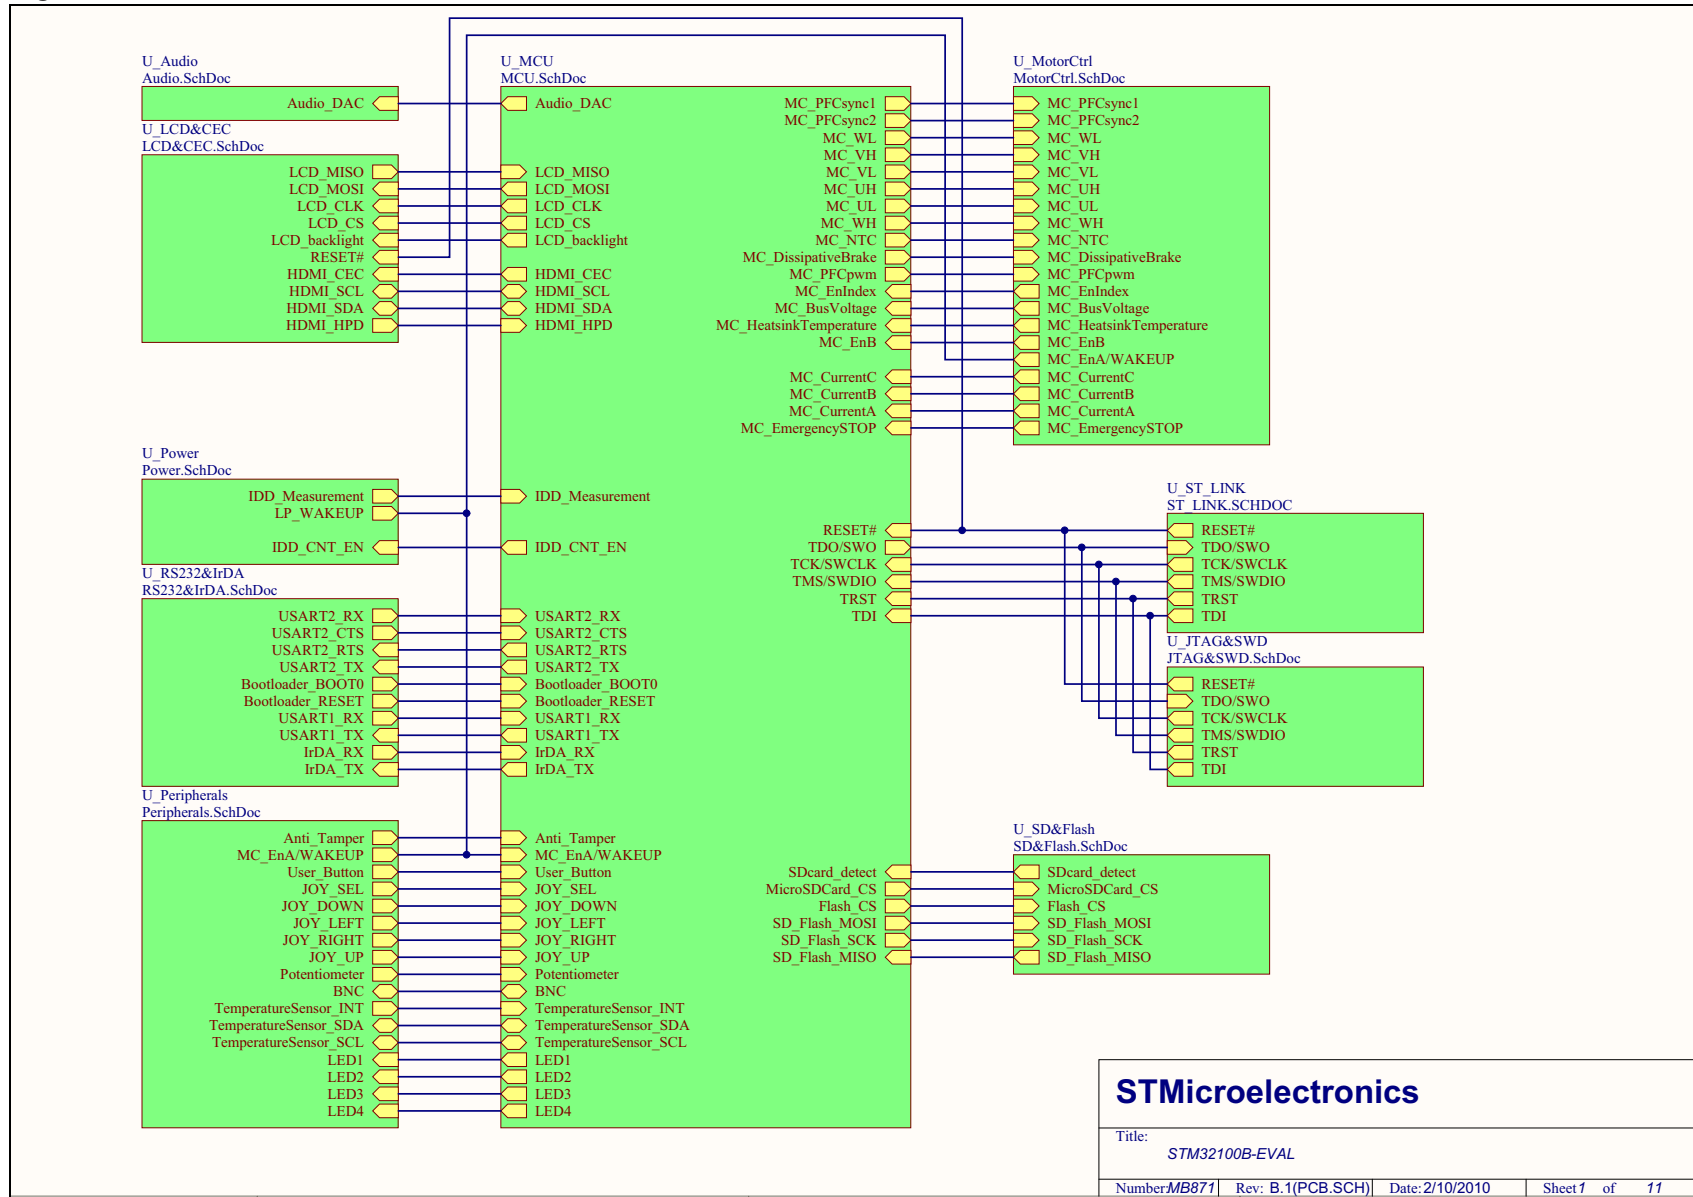 U_Audio
Audio.SchDoc
Audio_DAC
U_LCD&CEC
LCD&CEC.SchDoc
LCD_MISO
LCD_MOSI
LCD_CLK
LCD_CS
LCD_backlight
RESET#
HDMI_CEC
HDMI_SCL
HDMI_SDA
HDMI_HPD
U_Power
Power.SchDoc
IDD_Measurement
LP_WAKEUP
IDD_CNT_EN
U_RS232&IrDA
RS232&IrDA.SchDoc
USART2_RX
USART2_CTS
USART2_RTS
USART2_TX
Bootloader_BOOT0
Bootloader_RESET
USART1_RX
USART1_TX
IrDA_RX
IrDA_TX
U_Peripherals
Peripherals.SchDoc
Anti_Tamper
MC_EnA/WAKEUP
User_Button
JOY_SEL
JOY_DOWN
JOY_LEFT
JOY_RIGHT
JOY_UP
Potentiometer
BNC
TemperatureSensor_INT
TemperatureSensor_SDA
TemperatureSensor_SCL
LED1
LED2
LED3
LED4
U_MCU
MCU.SchDoc
Audio_DAC
LCD_MISO
LCD_MOSI
LCD_CLK
LCD_CS
LCD_backlight
HDMI_CEC
HDMI_SCL
HDMI_SDA
HDMI_HPD
IDD_Measurement
IDD_CNT_EN
USART2_RX
USART2_CTS
USART2_RTS
USART2_TX
Bootloader_BOOT0
Bootloader_RESET
USART1_RX
USART1_TX
IrDA_RX
IrDA_TX
Anti_Tamper
MC_EnA/WAKEUP
User_Button
JOY_SEL
JOY_DOWN
JOY_LEFT
JOY_RIGHT
JOY_UP
Potentiometer
BNC
TemperatureSensor_INT
TemperatureSensor_SDA
TemperatureSensor_SCL
LED1
LED2
LED3
LED4
MC_PFCsync1
MC_PFCsync2
MC_WL
MC_VH
MC_VL
MC_UH
MC_UL
MC_WH
MC_NTC
MC_DissipativeBrake
MC_PFCpwm
MC_EnIndex
MC_BusVoltage
MC_HeatsinkTemperature
MC_EnB
MC_CurrentC
MC_CurrentB
MC_CurrentA
MC_EmergencySTOP
RESET#
TDO/SWO
TCK/SWCLK
TMS/SWDIO
TRST
TDI
SDcard_detect
MicroSDCard_CS
Flash_CS
SD_Flash_MOSI
SD_Flash_SCK
SD_Flash_MISO
U_MotorCtrl
MotorCtrl.SchDoc
MC_PFCsync1
MC_PFCsync2
MC_WL
MC_VH
MC_VL
MC_UH
MC_UL
MC_WH
MC_NTC
MC_DissipativeBrake
MC_PFCpwm
MC_EnIndex
MC_BusVoltage
MC_HeatsinkTemperature
MC_EnB
MC_EnA/WAKEUP
MC_CurrentC
MC_CurrentB
MC_CurrentA
MC_EmergencySTOP
U_ST_LINK
ST_LINK.SCHDOC
RESET#
TDO/SWO
TCK/SWCLK
TMS/SWDIO
TRST
TDI
U_JTAG&SWD
JTAG&SWD.SchDoc
RESET#
TDO/SWO
TCK/SWCLK
TMS/SWDIO
TRST
TDI
U_SD&Flash
SD&Flash.SchDoc
SDcard_detect
MicroSDCard_CS
Flash_CS
SD_Flash_MOSI
SD_Flash_SCK
SD_Flash_MISO
STMicroelectronics
Title:
STM32100B-EVAL
Number:MB871 Rev: B.1(PCB.SCH) Date:2/10/2010 Sheet1 of 11